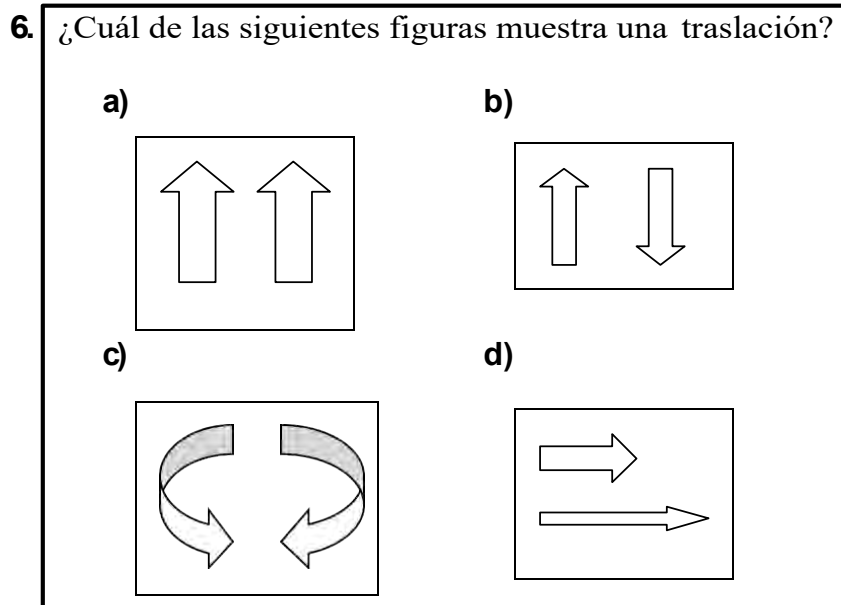 6. ¿Cuál de las siguientes figuras muestra una traslación?
a)
b)
c)
d)